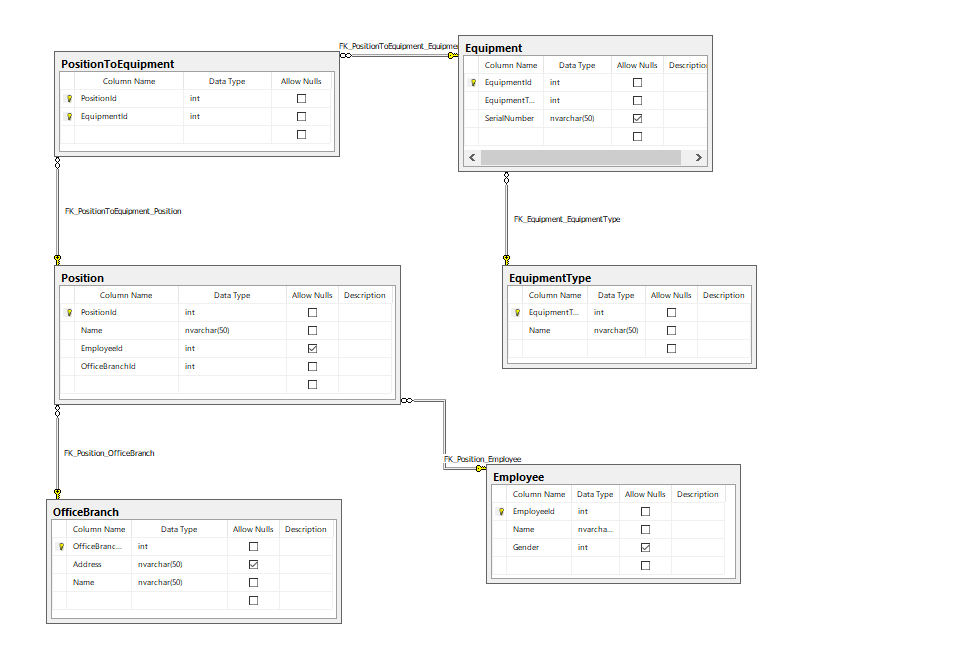 FK_PositionToEquipment_Equipmen
PositionToEquipment
Column Name Data Type Allow Nulls
PositionId int
EquipmentId int
Equipment
Column Name Data Type Allow Nulls Description
EquipmentId int
EquipmentT... int
SerialNumber nvarchar(50)
FK_PositionToEquipment_Position
FK_Equipment_EquipmentType
Position
Column Name Data Type Allow Nulls Description
PositionId int
Name nvarchar(50)
EmployeeId int
OfficeBranchId int
EquipmentType
Column Name Data Type Allow Nulls Description
EquipmentT... int
Name nvarchar(50)
FK_Position_OfficeBranch
FK_Position_Employee
OfficeBranch
Column Name Data Type Allow Nulls Description
OfficeBranc... int
Address nvarchar(50)
Name nvarchar(50)
Employee
Column Name Data Type Allow Nulls Description
EmployeeId int
Name nvarcha...
Gender int